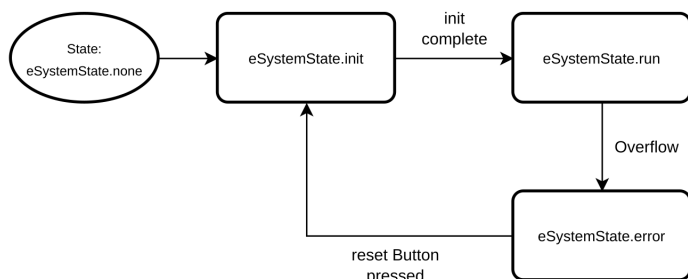 State:
eSystemState.none
eSystemState.init
init
complete
eSystemState.run
Overflow
eSystemState.error
reset Button
pressed